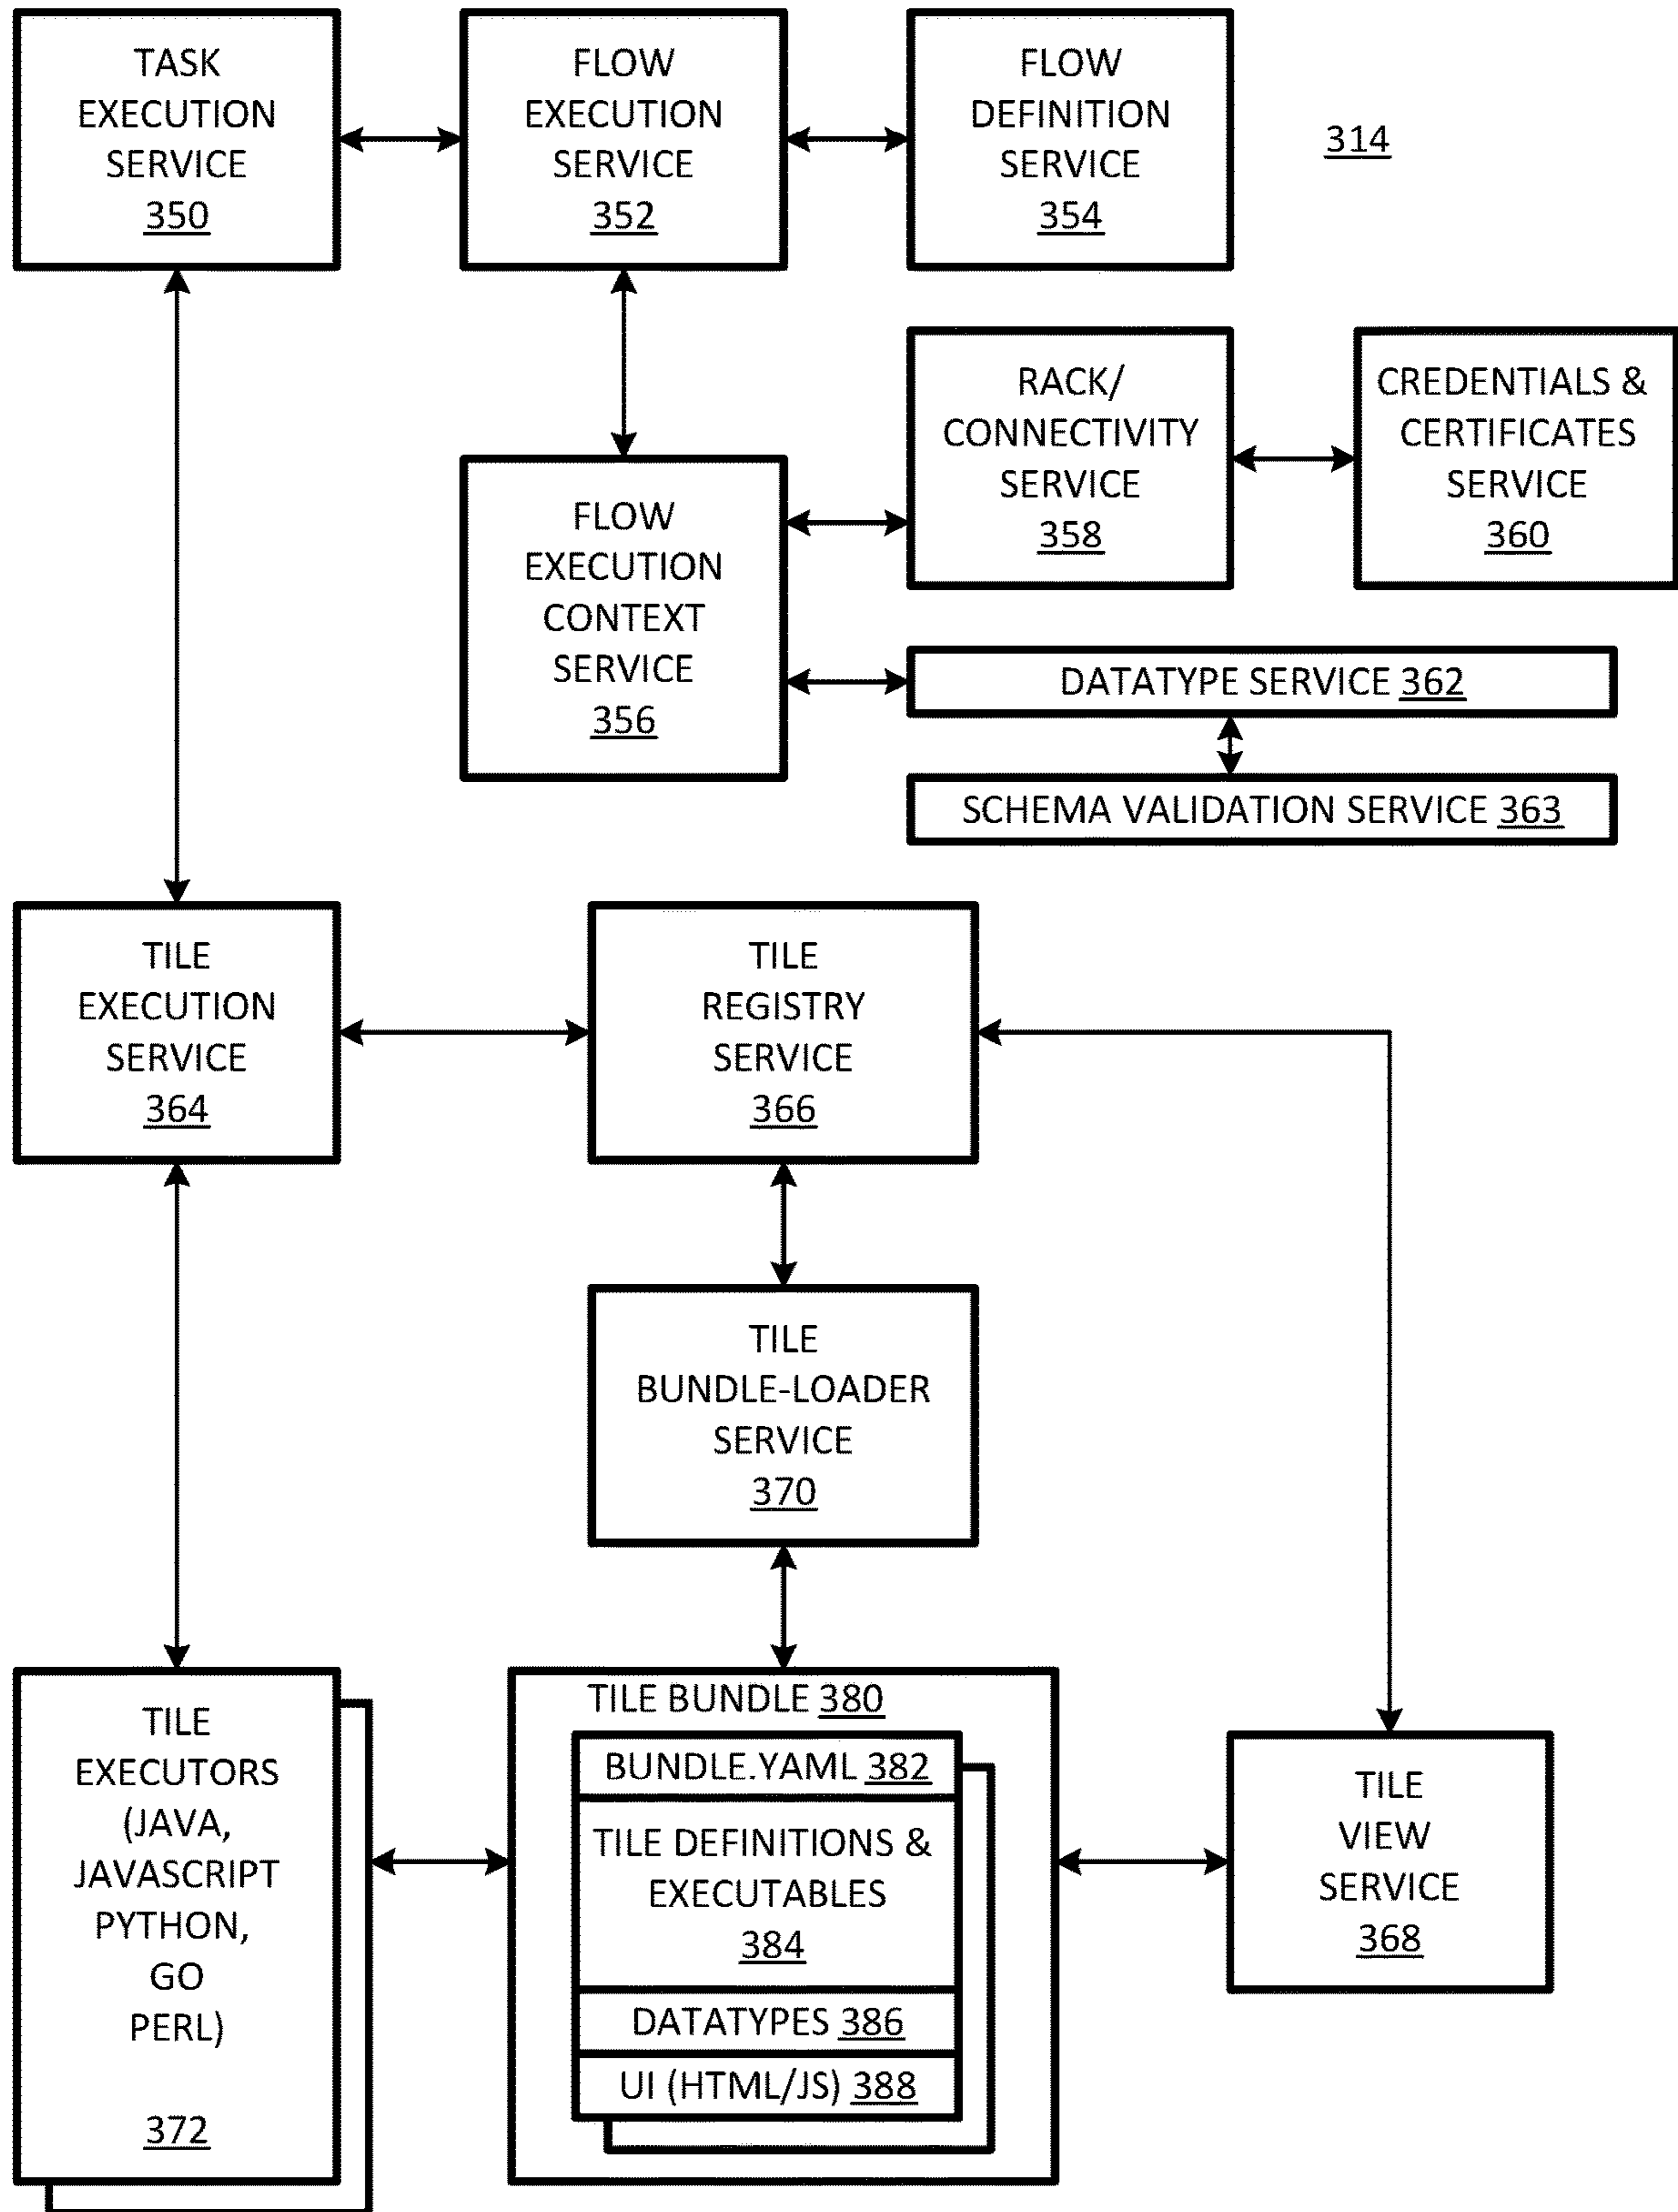 TASK
EXECUTION
SERVICE
350
FLOW
EXECUTION
SERVICE
352
FLOW
DEFINITION
SERVICE
354
314
RACK/
CONNECTIVITY
SERVICE
358
CREDENTIALS &
CERTIFICATES
SERVICE
360
FLOW
EXECUTION
CONTEXT
SERVICE
356
DATATYPE SERVICE 362
SCHEMA VALIDATION SERVICE 363
TILE
EXECUTION
SERVICE
364
TILE
REGISTRY
SERVICE
366
TILE
BUNDLE-LOADER
SERVICE
370
TILE
EXECUTORS
(JAVA,
JAVASCRIPT
PYTHON,
GO
PERL)
372
TILE BUNDLE 380
BUNDLE.YAML 382
TILE DEFINITIONS &
EXECUTABLES
384
DATATYPES 386
UI (HTML/JS) 388
TILE
VIEW
SERVICE
368